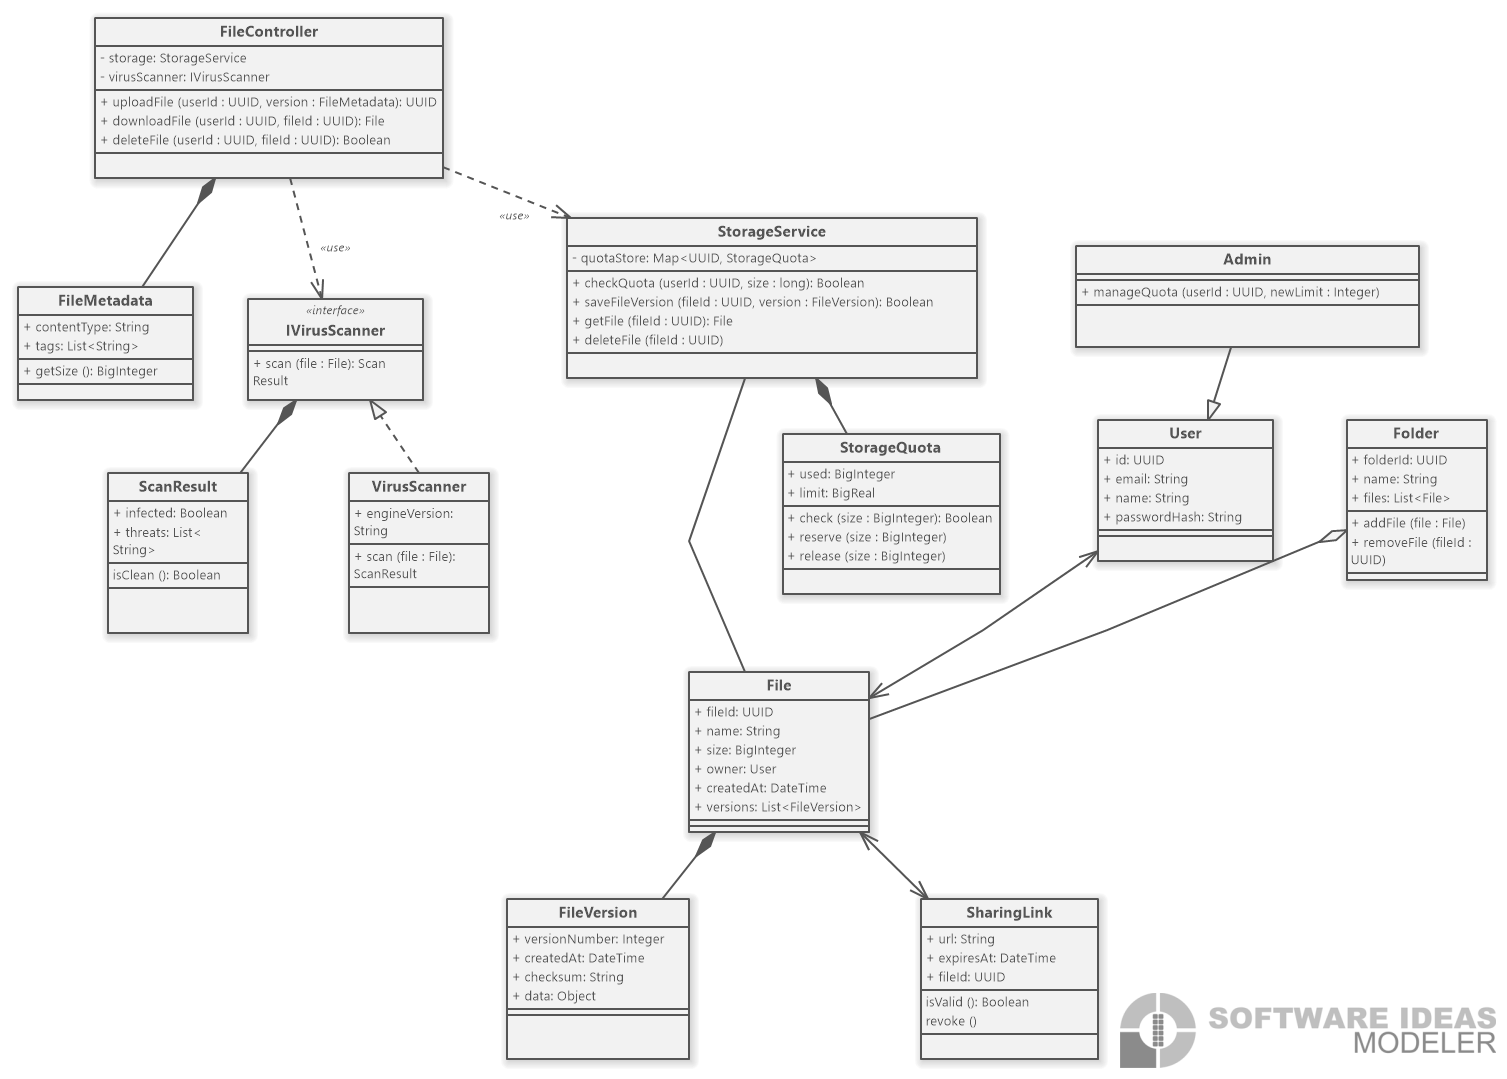 FileController
- storage: StorageService
- virusScanner: IVirusScanner
+ uploadFile (userId : UUID, version : FileMetadata): UUID
+ downloadFile (userId : UUID, fileId : UUID): File
+ deleteFile (userId : UUID, fileId : UUID): Boolean
«use»
«use»
StorageService
- quotaStore: Map<UUID, StorageQuota>
+ checkQuota (userId : UUID, size : long): Boolean
+ saveFileVersion (fileId : UUID, version : FileVersion): Boolean
+ getFile (fileId : UUID): File
+ deleteFile (fileId : UUID)
Admin
+ manageQuota (userId : UUID, newLimit : Integer)
FileMetadata
+ contentType: String
+ tags: List<String>
+ getSize (): BigInteger
«interface»
IVirusScanner
+ scan (file : File): Scan
Result
StorageQuota
+ used: BigInteger
+ limit: BigReal
+ check (size : BigInteger): Boolean
+ reserve (size : BigInteger)
+ release (size : BigInteger)
User
+ id: UUID
+ email: String
+ name: String
+ passwordHash: String
Folder
+ folderId: UUID
+ name: String
+ files: List<File>
+ addFile (file : File)
+ removeFile (fileId :
UUID)
ScanResult
+ infected: Boolean
+ threats: List<
String>
isClean (): Boolean
VirusScanner
+ engineVersion:
String
+ scan (file : File):
ScanResult
File
+ fileId: UUID
+ name: String
+ size: BigInteger
+ owner: User
+ createdAt: DateTime
+ versions: List<FileVersion>
FileVersion
+ versionNumber: Integer
+ createdAt: DateTime
+ checksum: String
+ data: Object
SharingLink
+ url: String
+ expiresAt: DateTime
+ fileId: UUID
isValid (): Boolean
revoke ()
SOFTWARE IDEAS
MODELER